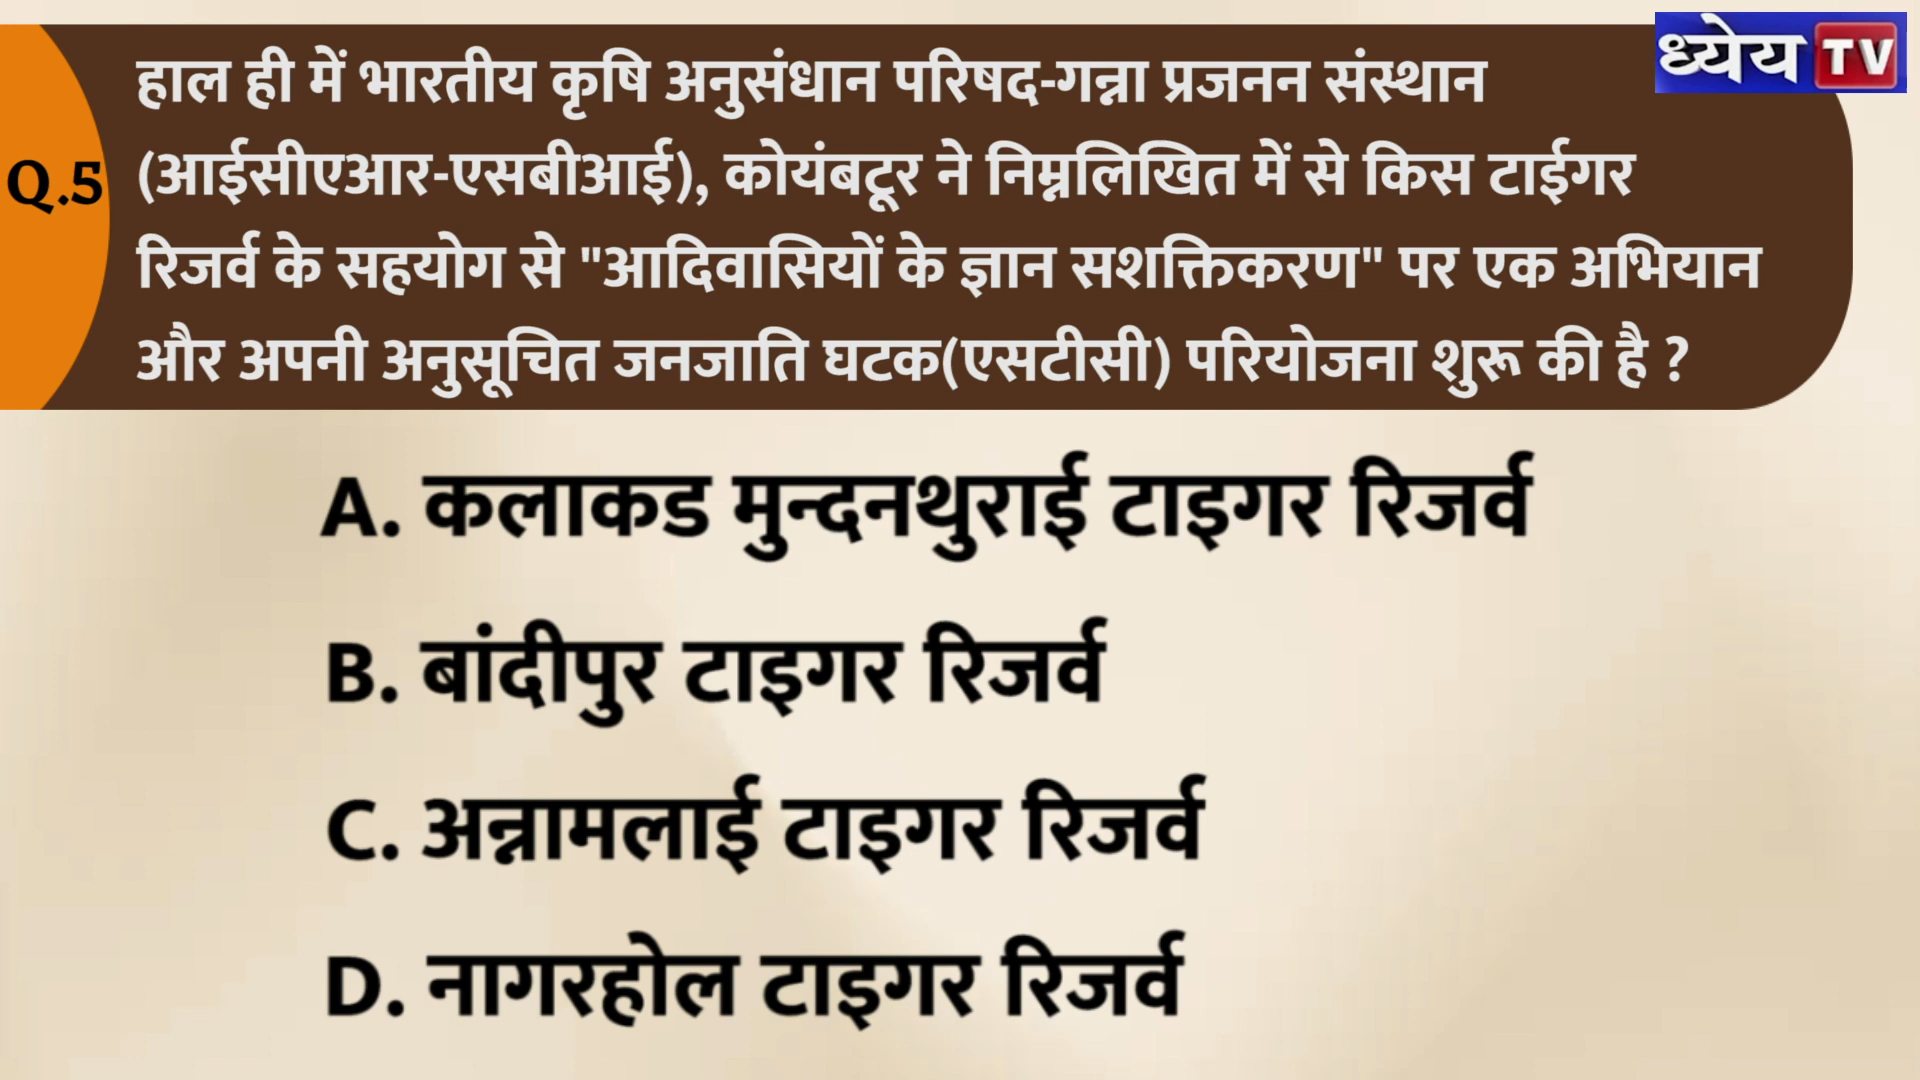 ध्येय TV
Q.5
हाल ही में भारतीय कृषि अनुसंधान परिषद-गन्ना प्रजनन संस्थान
(आईसीएआर-एसबीआई), कोयंबटूर ने निम्नलिखित में से किस टाईगर
रिजर्व के सहयोग से "आदिवासियों के ज्ञान सशक्तिकरण" पर एक अभियान
और अपनी अनुसूचित जनजाति घटक(एसटीसी) परियोजना शुरू की है ?
A. कलाकड मुन्दनथुराई टाइगर रिजर्व
B. बांदीपुर टाइगर रिजर्व
C. अन्नामलाई टाइगर रिजर्व
D. नागरहोल टाइगर रिजर्व